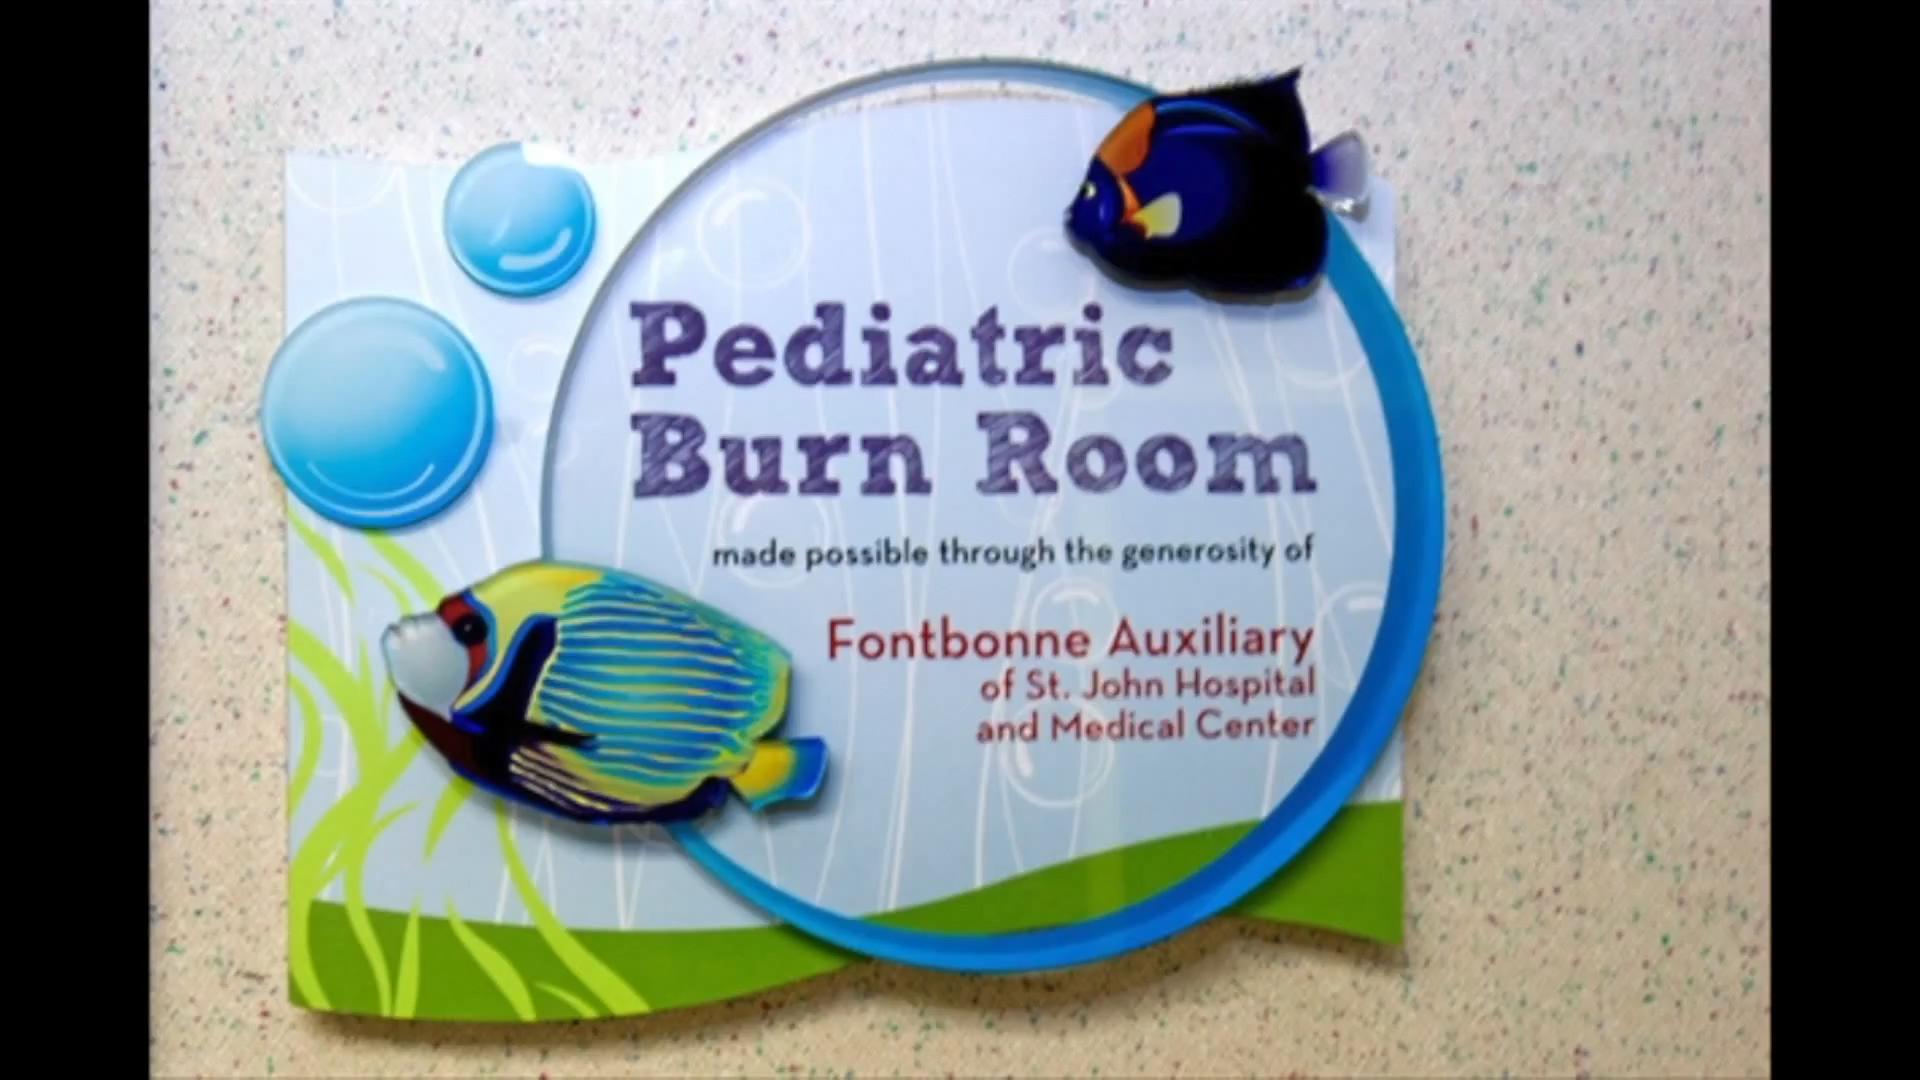 Pediatric
Burn Room
made possible through the generosity of
Fontbonne Auxiliary
of St. John Hospital
and Medical Center